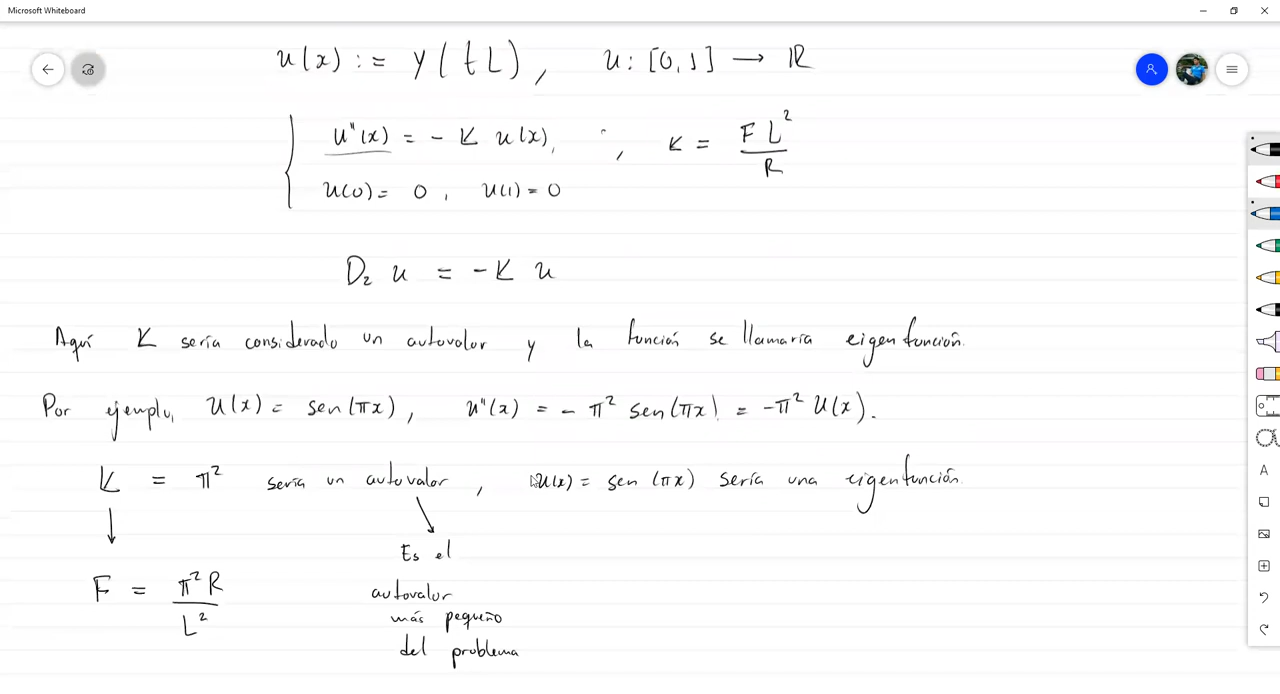 Microsoft Whiteboard
u(x) := y(tL), u: [0,1] → ℝ
u''(x) = - K u(x), , K = F L² / R
u(0) = 0, u(1) = 0
D₂ u = -K u
Aquí K sería considerado un autovalor y la función se llamaría eigenfunción.
Por ejemplo, u(x) = sen(πx), u''(x) = - π² sen(πx) = -π² u(x).
K = π² sería un autovalor, u(x) = sen(πx) sería una eigenfunción.
Es el
F = π² R / L²
autovalor
más pequeño
del problema
A